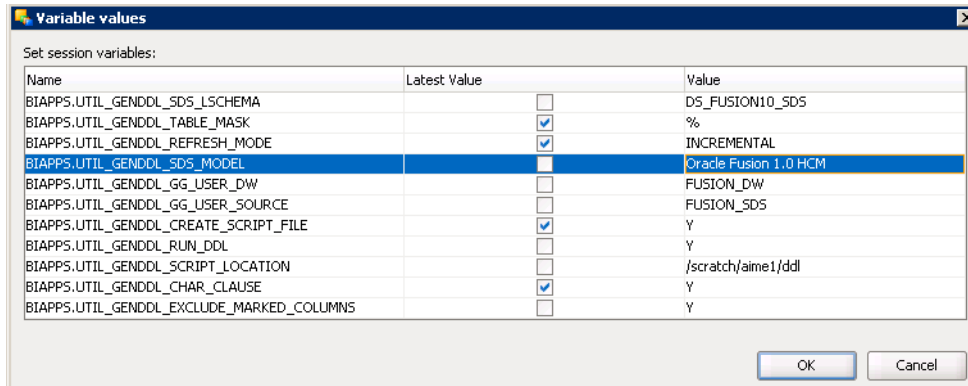 Variable values
Set session variables:
Name Latest Value Value
BIAPPS.UTIL_GENDDL_SDS_LSCHEMA DS_FUSION10_SDS
BIAPPS.UTIL_GENDDL_TABLE_MASK %
BIAPPS.UTIL_GENDDL_REFRESH_MODE INCREMENTAL
BIAPPS.UTIL_GENDDL_SDS_MODEL Oracle Fusion 1.0 HCM
BIAPPS.UTIL_GENDDL_GG_USER_DW FUSION_DW
BIAPPS.UTIL_GENDDL_GG_USER_SOURCE FUSION_SDS
BIAPPS.UTIL_GENDDL_CREATE_SCRIPT_FILE Y
BIAPPS.UTIL_GENDDL_RUN_DDL Y
BIAPPS.UTIL_GENDDL_SCRIPT_LOCATION /scratch/aime1/ddl
BIAPPS.UTIL_GENDDL_CHAR_CLAUSE Y
BIAPPS.UTIL_GENDDL_EXCLUDE_MARKED_COLUMNS Y
OK Cancel